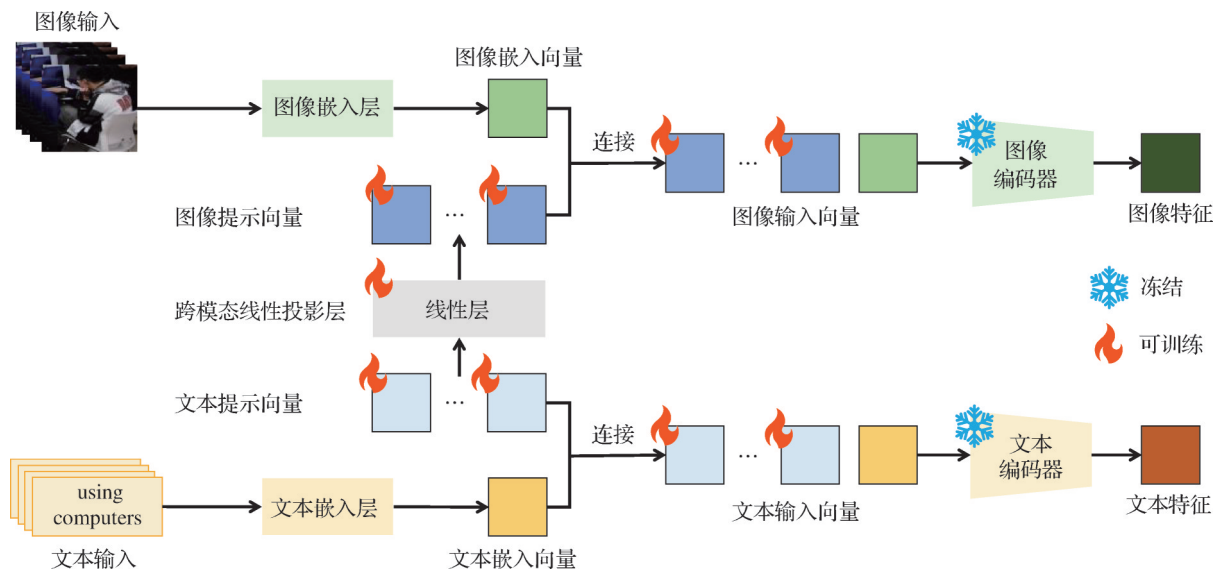 图像输入
图像嵌入层
图像嵌入向量
连接
...
图像输入向量
图像
编码器
图像特征
图像提示向量
...
跨模态线性投影层
线性层
冻结
可训练
文本提示向量
...
连接
...
文本输入向量
文本
编码器
文本特征
using
computers
文本输入
文本嵌入层
文本嵌入向量